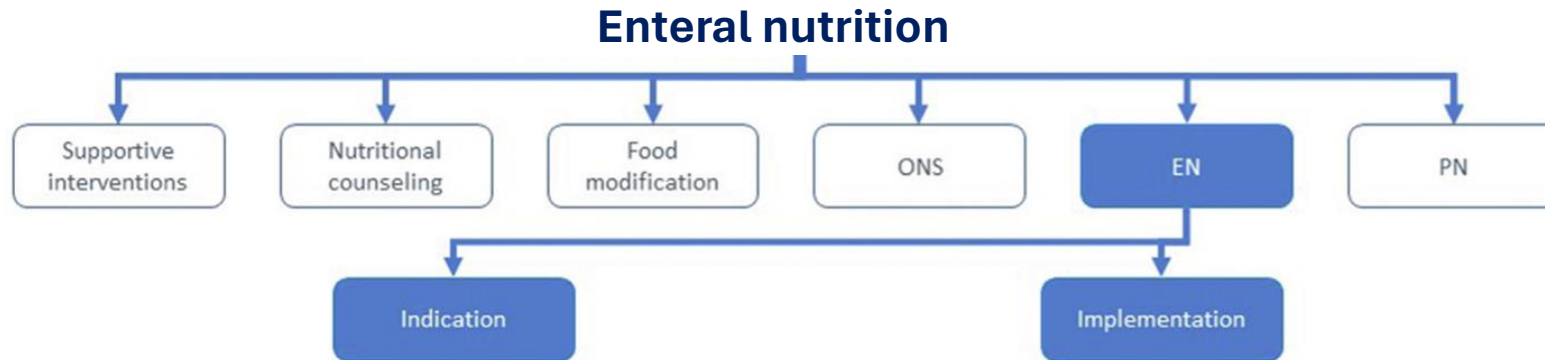 Enteral nutrition
Supportive
interventions
Nutritional
counseling
Food
modification
ONS
EN
PN
Indication
Implementation